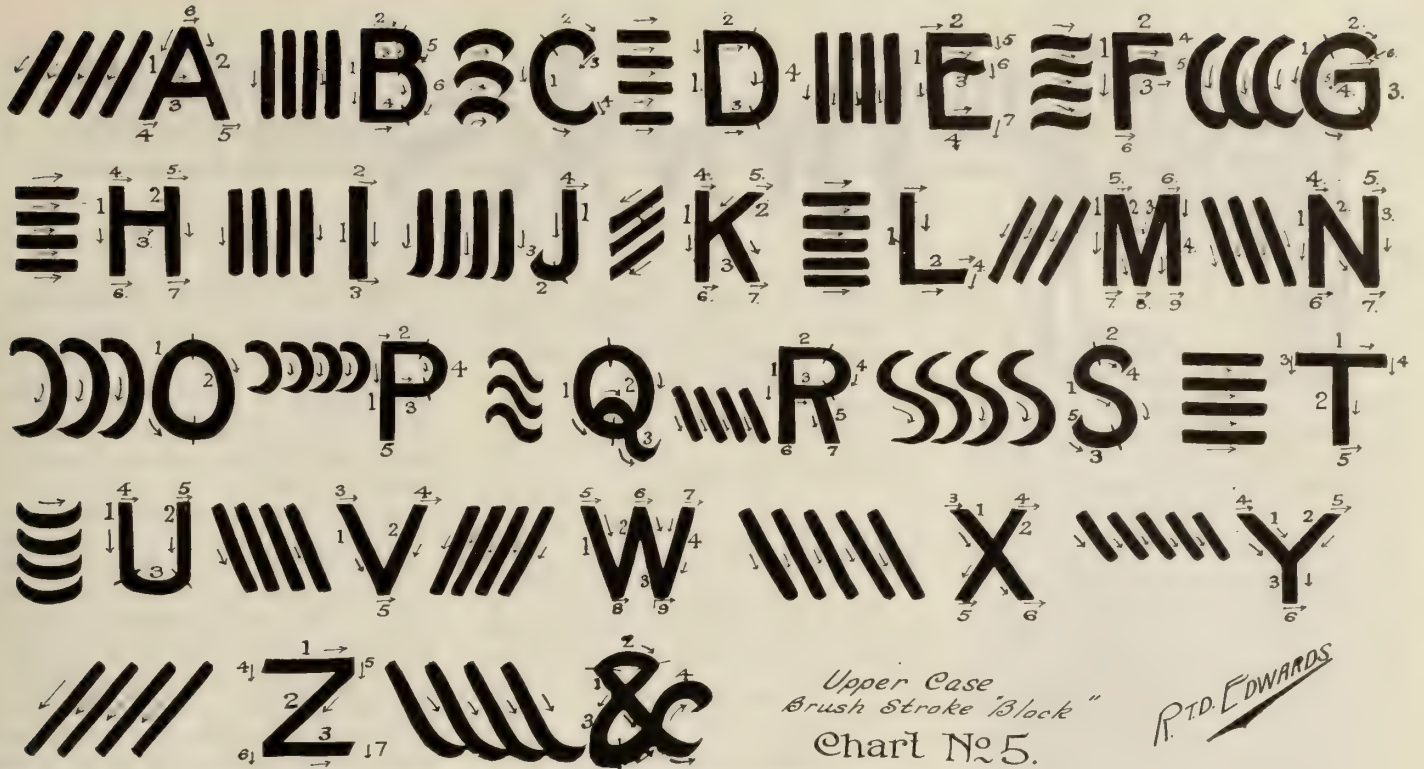 A B C D E F G
H I J K L M N
O P Q R S T
U V W X Y
Z &
Upper Case
Brush Stroke "Block"
Chart No 5.
R.T.D. EDWARDS